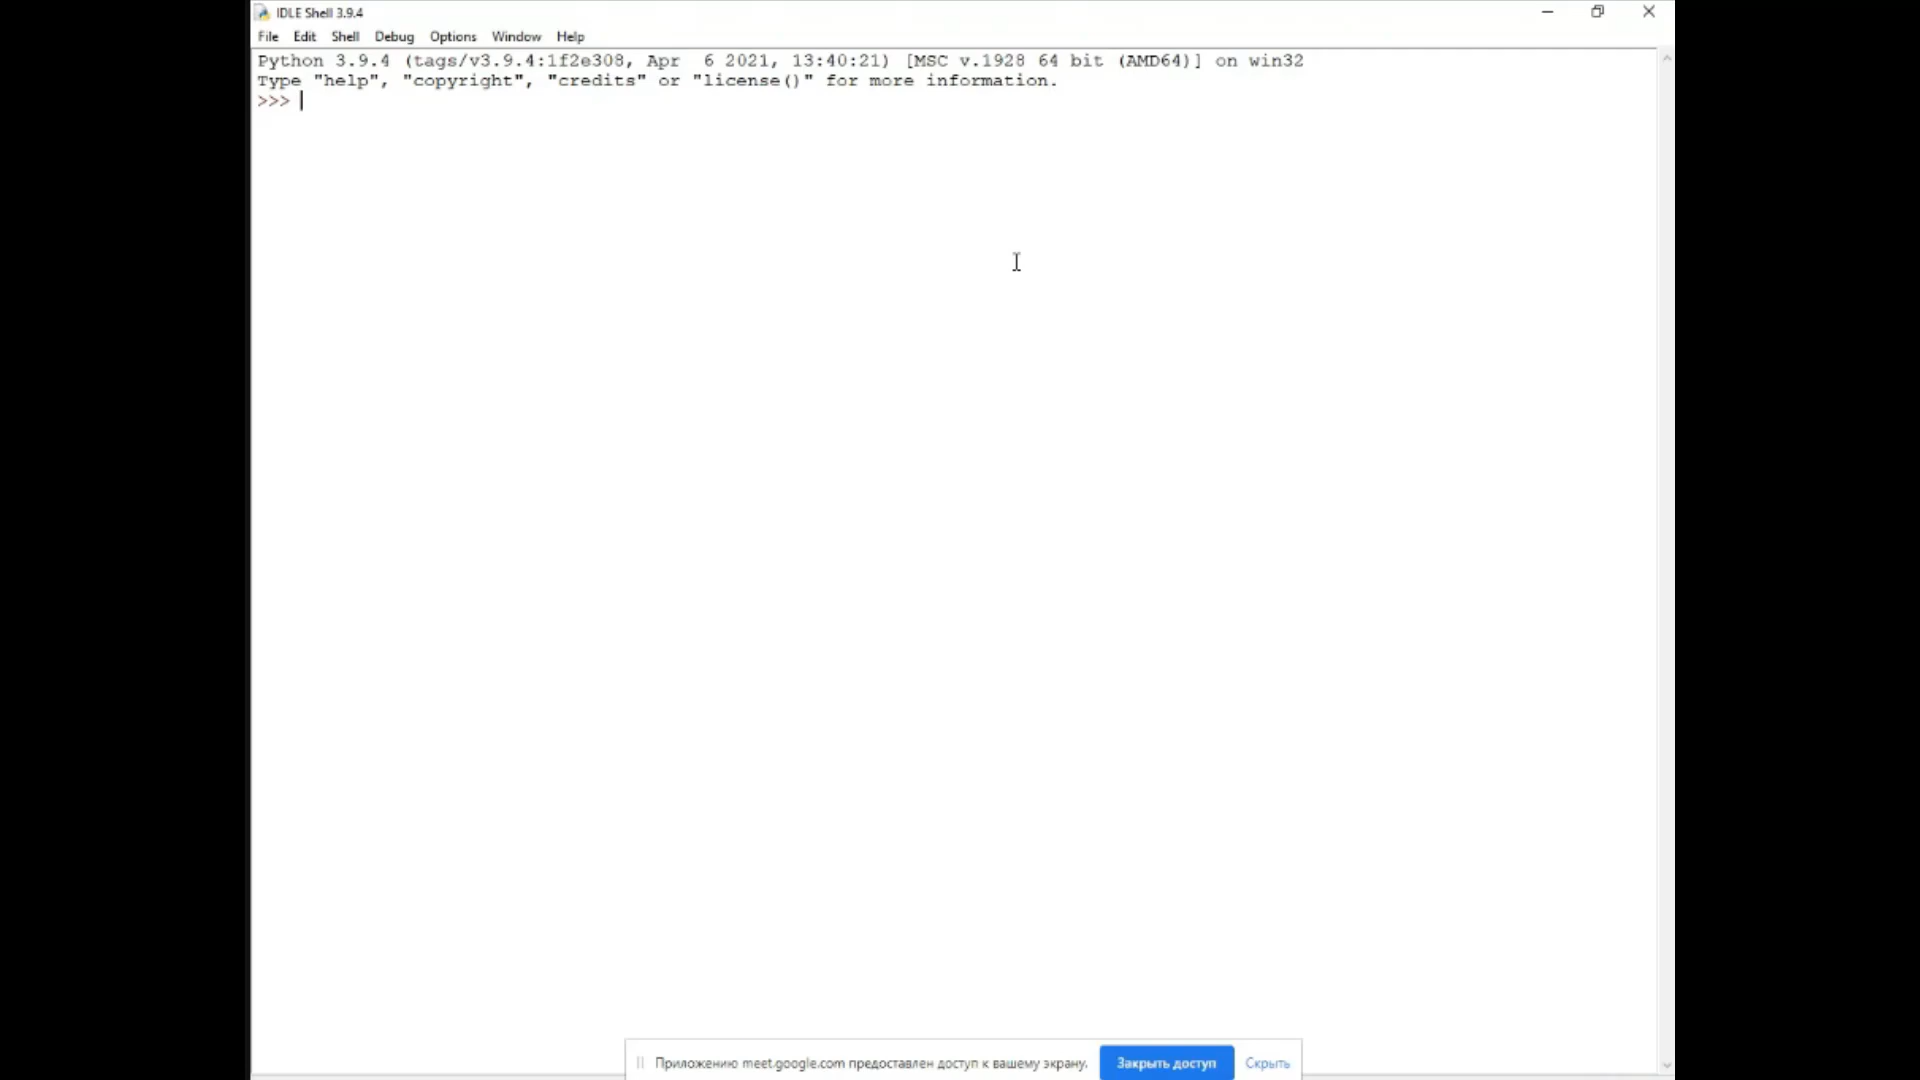 IDLE Shell 3.9.4
File Edit Shell Debug Options Window Help
Python 3.9.4 (tags/v3.9.4:1f2e308, Apr  6 2021, 13:40:21) [MSC v.1928 64 bit (AMD64)] on win32
Type "help", "copyright", "credits" or "license()" for more information.
>>>
Приложению meet.google.com предоставлен доступ к вашему экрану. Закрыть доступ Скрыть